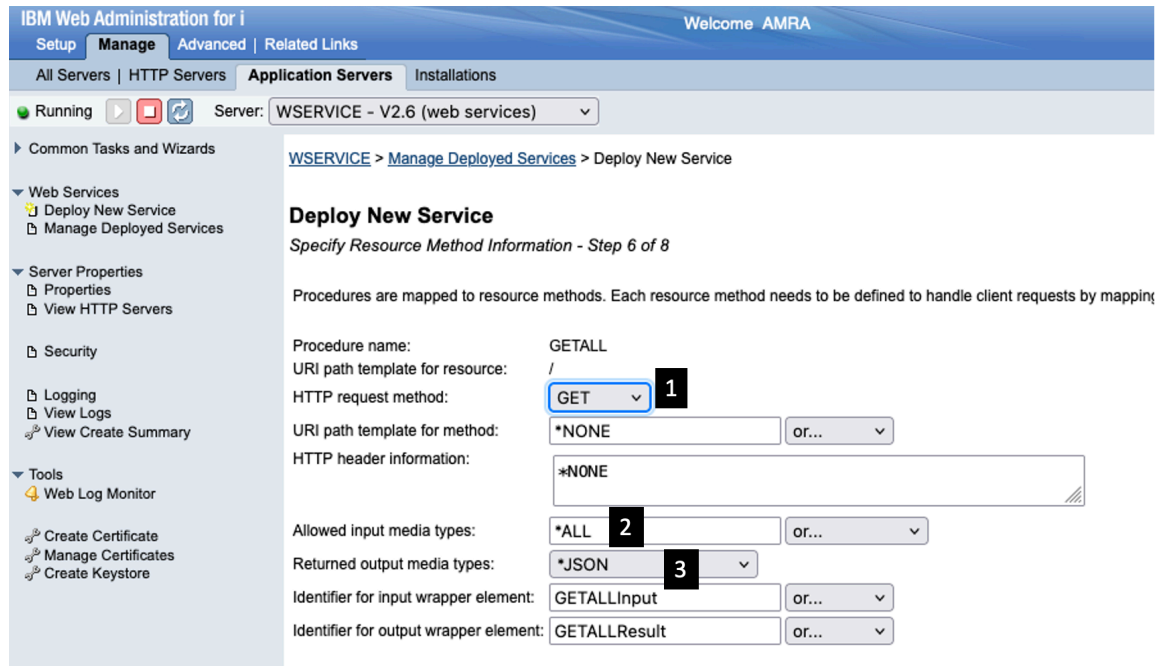 IBM Web Administration for i
Welcome AMRA
Setup Manage Advanced | Related Links
All Servers | HTTP Servers Application Servers Installations
Running Server: WSERVICE - V2.6 (web services)
Common Tasks and Wizards
Web Services
Deploy New Service
Manage Deployed Services
Server Properties
Properties
View HTTP Servers
Security
Logging
View Logs
View Create Summary
Tools
Web Log Monitor
Create Certificate
Manage Certificates
Create Keystore
WSERVICE > Manage Deployed Services > Deploy New Service
Deploy New Service
Specify Resource Method Information - Step 6 of 8
Procedures are mapped to resource methods. Each resource method needs to be defined to handle client requests by mapping
Procedure name: GETALL
URI path template for resource: /
HTTP request method: GET 1
URI path template for method: *NONE or...
HTTP header information: *NONE
Allowed input media types: *ALL 2 or...
Returned output media types: *JSON 3
Identifier for input wrapper element: GETALLInput or...
Identifier for output wrapper element: GETALLResult or...